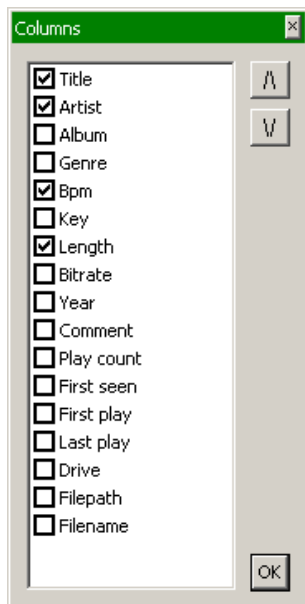 Columns
Title
Artist
Album
Genre
Bpm
Key
Length
Bitrate
Year
Comment
Play count
First seen
First play
Last play
Drive
Filepath
Filename
/\
\/
OK